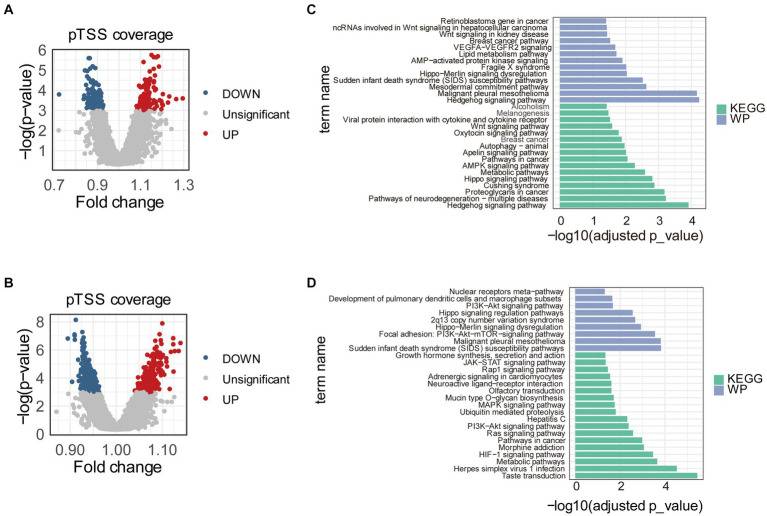 A
pTSS coverage
6
5
4
3
2
1
−log(p−value)
0.7
0.9
1.1
1.3
Fold change
DOWN
Unsignificant
UP
C
term name
Retinoblastoma gene in cancer
ncRNAs involved in Wnt signaling in hepatocellular carcinoma
Wnt signaling in kidney disease
Breast cancer pathway
VEGFA−VEGFR2 signaling
Lipid metabolism pathway
AMP−activated protein kinase signaling
Fragile X syndrome
Hippo−Merlin signaling dysregulation
Sudden infant death syndrome (SIDS) susceptibility pathways
Mesodermal commitment pathway
Malignant pleural mesothelioma
Hedgehog signaling pathway
Alcoholism
Melanogenesis
Viral protein interaction with cytokine and cytokine receptor
Wnt signaling pathway
Oxytocin signaling pathway
Breast cancer
Autophagy − animal
Apelin signaling pathway
Pathways in cancer
AMPK signaling pathway
Metabolic pathways
Hippo signaling pathway
Cushing syndrome
Proteoglycans in cancer
Pathways of neurodegeneration − multiple diseases
Hedgehog signaling pathway
0 1 2 3 4
−log10(adjusted p_value)
KEGG
WP
B
pTSS coverage
8
6
4
2
0
−log(p−value)
0.90
1.00
1.10
Fold change
DOWN
Unsignificant
UP
D
term name
Nuclear receptors meta−pathway
Development of pulmonary dendritic cells and macrophage subsets
PI3K−Akt signaling pathway
Hippo signaling regulation pathways
2q13 copy number variation syndrome
Hippo−Merlin signaling dysregulation
Focal adhesion: PI3K−Akt−mTOR−signaling pathway
Malignant pleural mesothelioma
Sudden infant death syndrome (SIDS) susceptibility pathways
Growth hormone synthesis, secretion and action
JAK−STAT signaling pathway
Rap1 signaling pathway
Adrenergic signaling in cardiomyocytes
Neuroactive ligand−receptor interaction
Olfactory transduction
Mucin type O−glycan biosynthesis
MAPK signaling pathway
Ubiquitin mediated proteolysis
Hepatitis C
PI3K−Akt signaling pathway
Ras signaling pathway
Pathways in cancer
Morphine addiction
HIF−1 signaling pathway
Metabolic pathways
Herpes simplex virus 1 infection
Taste transduction
0 2 4
−log10(adjusted p_value)
KEGG
WP